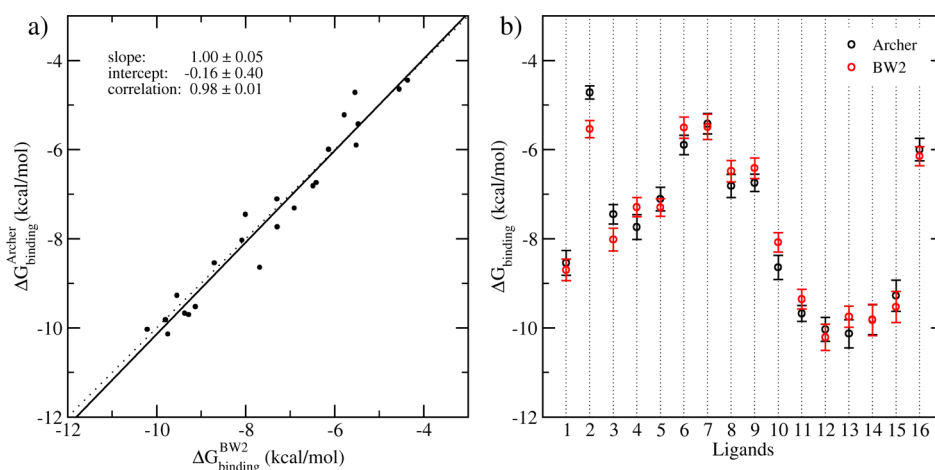 a)
slope: 1.00 ± 0.05
intercept: -0.16 ± 0.40
correlation: 0.98 ± 0.01
ΔG^Archer_binding (kcal/mol)
-4
-6
-8
-10
-12
-12 -10 -8 -6 -4
ΔG^BW2_binding (kcal/mol)
b)
Archer
BW2
ΔG_binding (kcal/mol)
-4
-6
-8
-10
-12
1 2 3 4 5 6 7 8 9 10 11 12 13 14 15 16
Ligands